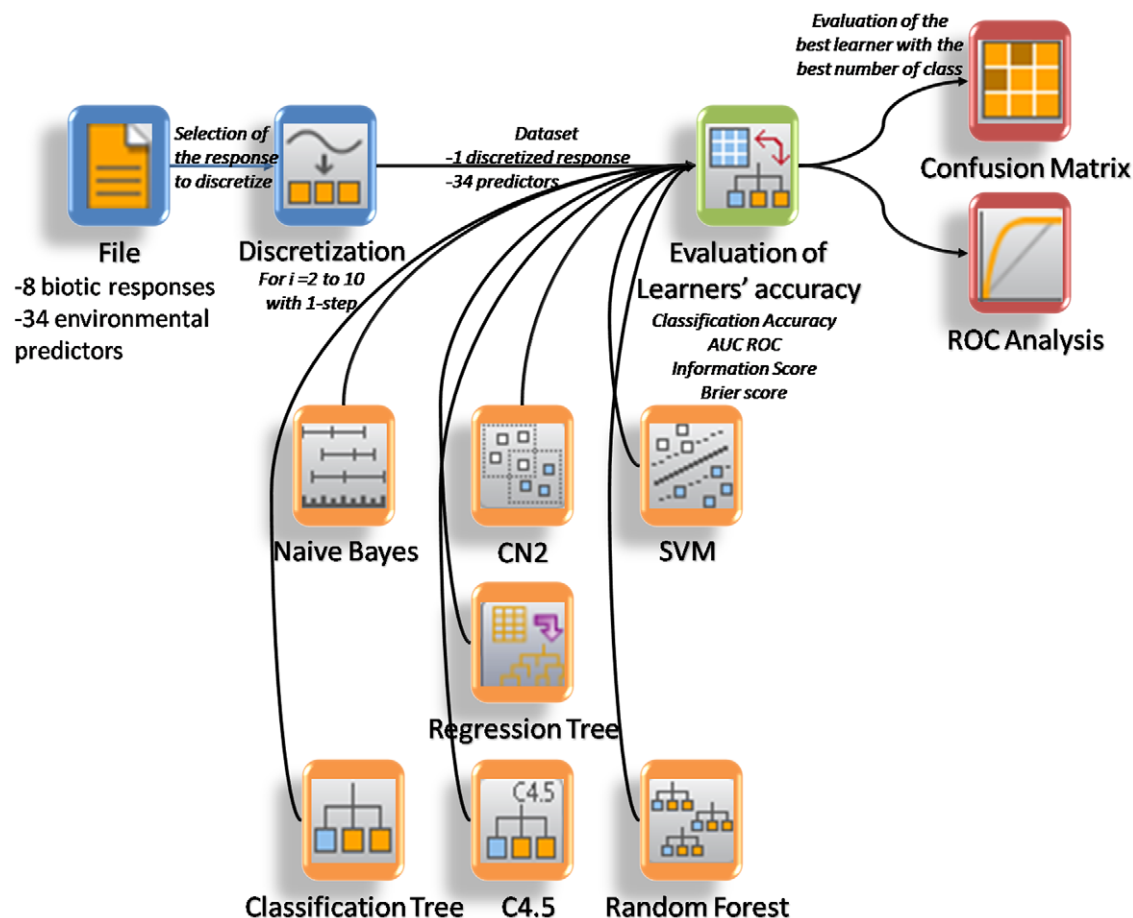 Evaluation of the
best learner with the
best number of class
Selection of
the response
to discretize
Dataset
-1 discretized response
-34 predictors
File
-8 biotic responses
-34 environmental
predictors
Discretization
For i =2 to 10
with 1-step
Evaluation of
Learners' accuracy
Classification Accuracy
AUC ROC
Information Score
Brier score
Confusion Matrix
ROC Analysis
Naive Bayes
CN2
SVM
Regression Tree
C4.5
Classification Tree
C4.5
Random Forest